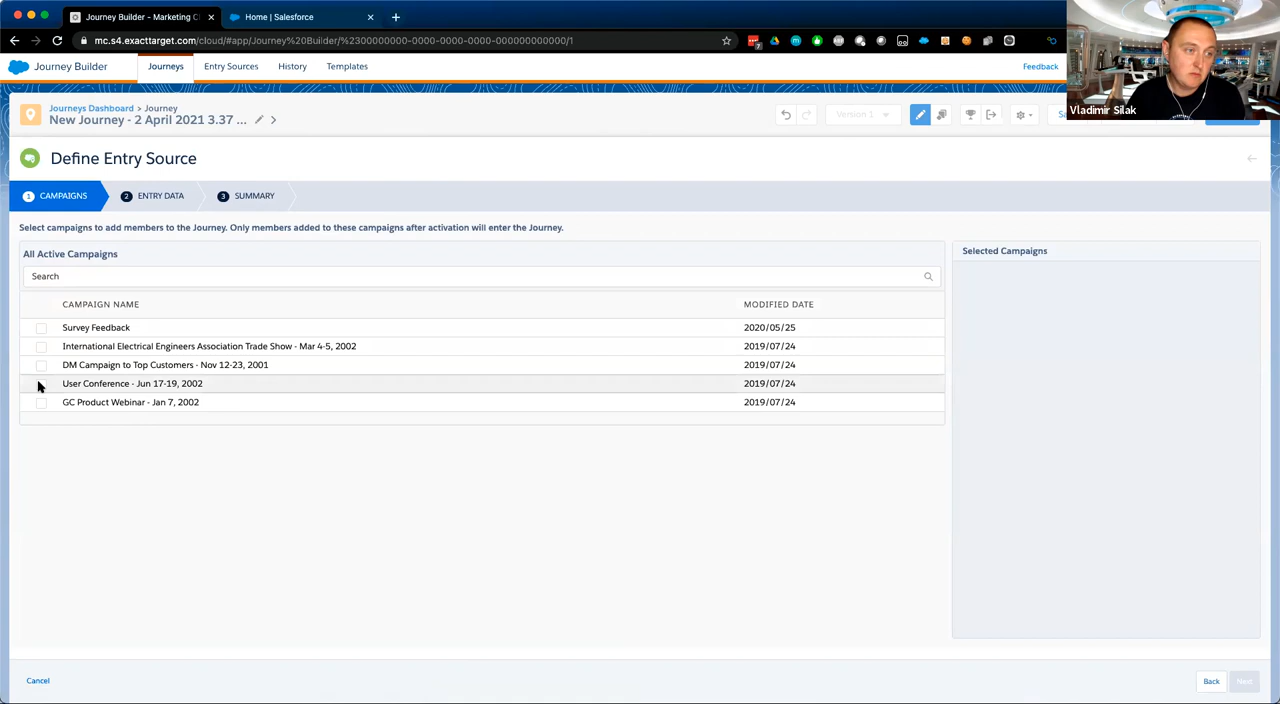 Journey Builder - Marketing C
Home | Salesforce
mc.s4.exacttarget.com/cloud/#app/Journey%20Builder/%2300000000-0000-0000-0000-000000000000/1
Journey Builder
Journeys
Entry Sources
History
Templates
Feedback
Vladimir Silak
Journeys Dashboard > Journey
New Journey - 2 April 2021 3.37 ...
Version 1
Define Entry Source
1 CAMPAIGNS
2 ENTRY DATA
3 SUMMARY
Select campaigns to add members to the Journey. Only members added to these campaigns after activation will enter the Journey.
All Active Campaigns
Selected Campaigns
Search
CAMPAIGN NAME MODIFIED DATE
Survey Feedback 2020/05/25
International Electrical Engineers Association Trade Show - Mar 4-5, 2002 2019/07/24
DM Campaign to Top Customers - Nov 12-23, 2001 2019/07/24
User Conference - Jun 17-19, 2002 2019/07/24
GC Product Webinar - Jan 7, 2002 2019/07/24
Cancel
Back
Next